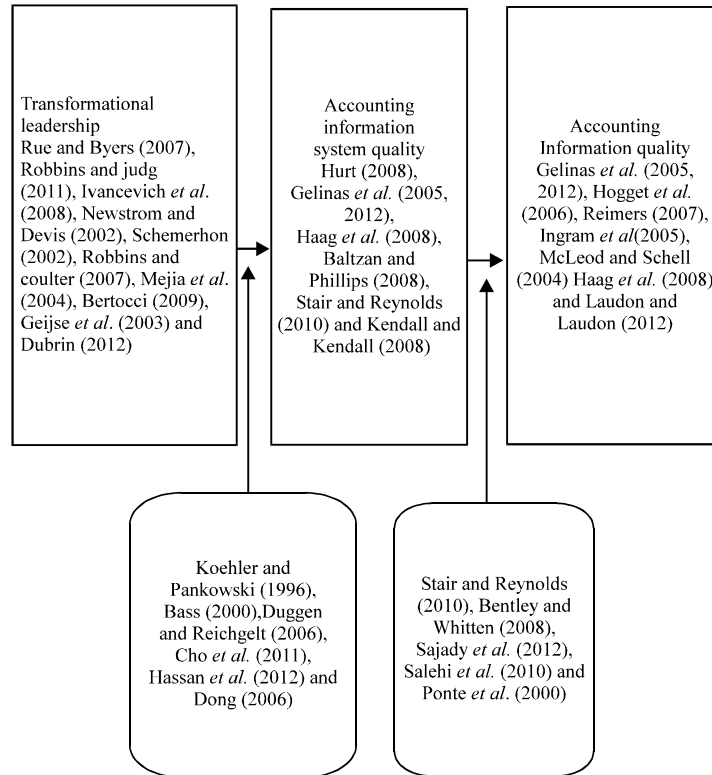 Transformational
leadership
Rue and Byers (2007),
Robbins and judg
(2011), Ivancevich et al.
(2008), Newstrom and
Devis (2002), Schemerhon
(2002), Robbins and
coulter (2007), Mejia et al.
(2004), Bertocci (2009),
Geijse et al. (2003) and
Dubrin (2012)
Accounting
information
system quality
Hurt (2008),
Gelinas et al. (2005,
2012),
Haag et al. (2008),
Baltzan and
Phillips (2008),
Stair and Reynolds
(2010) and Kendall and
Kendall (2008)
Accounting
Information quality
Gelinas et al. (2005,
2012), Hogget et al.
(2006), Reimers (2007),
Ingram et al(2005),
McLeod and Schell
(2004) Haag et al. (2008)
and Laudon and
Laudon (2012)
Koehler and
Pankowski (1996),
Bass (2000),Duggen
and Reichgelt (2006),
Cho et al. (2011),
Hassan et al. (2012) and
Dong (2006)
Stair and Reynolds
(2010), Bentley and
Whitten (2008),
Sajady et al. (2012),
Salehi et al. (2010) and
Ponte et al. (2000)